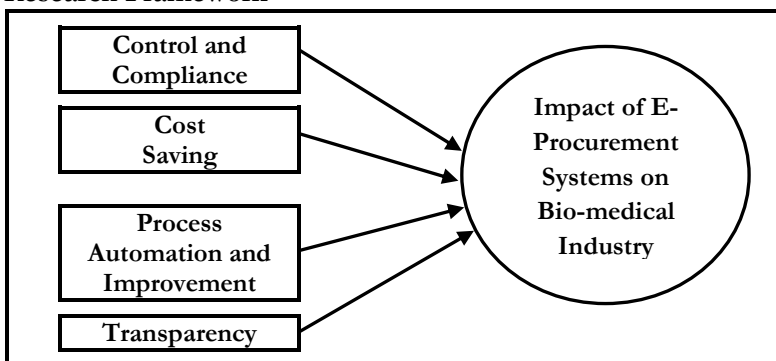 Research Framework
Control and
Compliance
Cost
Saving
Process
Automation and
Improvement
Transparency
Impact of E-
Procurement
Systems on
Bio-medical
Industry